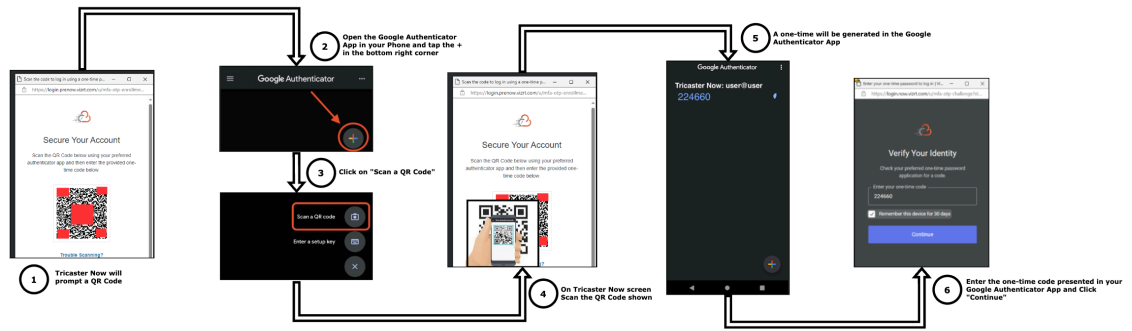 Scan the code to log in using a one-time p...
https://login.prenow.vizrt.com/u/mfa-otp-enrollme...
Secure Your Account
Scan the QR Code below using your preferred
authenticator app and then enter the provided one-
time code below.
Trouble Scanning?
1
Tricaster Now will
prompt a QR Code
2
Open the Google Authenticator
App in your Phone and tap the +
in the bottom right corner
Google Authenticator
3
Click on "Scan a QR Code"
Scan a QR code
Enter a setup key
Scan the code to log in using a one-time p...
https://login.prenow.vizrt.com/u/mfa-otp-enrollme...
Secure Your Account
Scan the QR Code below using your preferred
authenticator app and then enter the provided one-
time code below.
4
On Tricaster Now screen
Scan the QR Code shown
5
A one-time will be generated in the Google
Authenticator App
Google Authenticator
Tricaster Now: user@user
224660
Enter your one-time password to log in |
https://login.now.vizrt.com/u/mfa-otp-challenge?st...
Verify Your Identity
Check your preferred one-time password
application for a code.
Enter your one-time code
224660
Remember this device for 30 days
Continue
6
Enter the one-time code presented in your
Google Authenticator App and Click
"Continue"